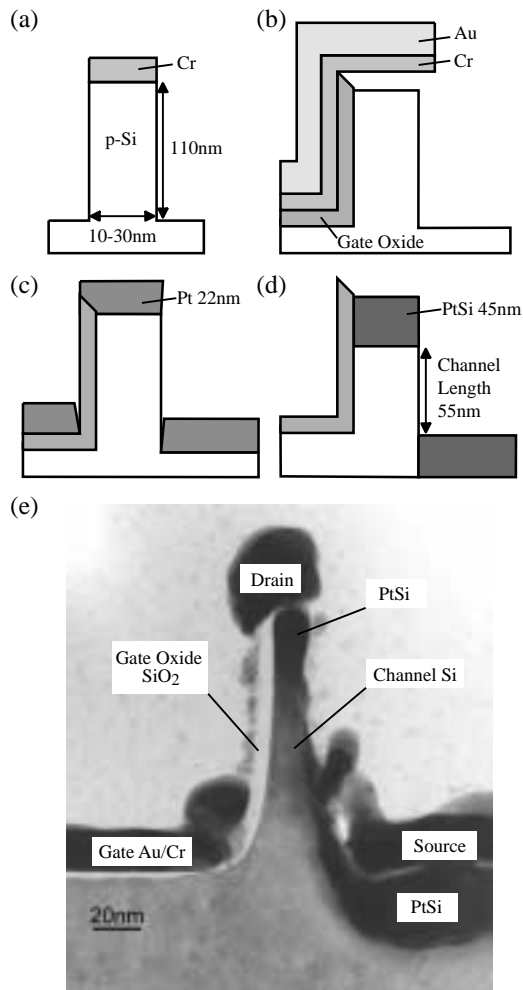 (a)
Cr
p-Si
110nm
10-30nm
(b)
Au
Cr
Gate Oxide
(c)
Pt 22nm
(d)
PtSi 45nm
Channel
Length
55nm
(e)
Drain
PtSi
Gate Oxide
SiO₂
Channel Si
Gate Au/Cr
Source
PtSi
20nm